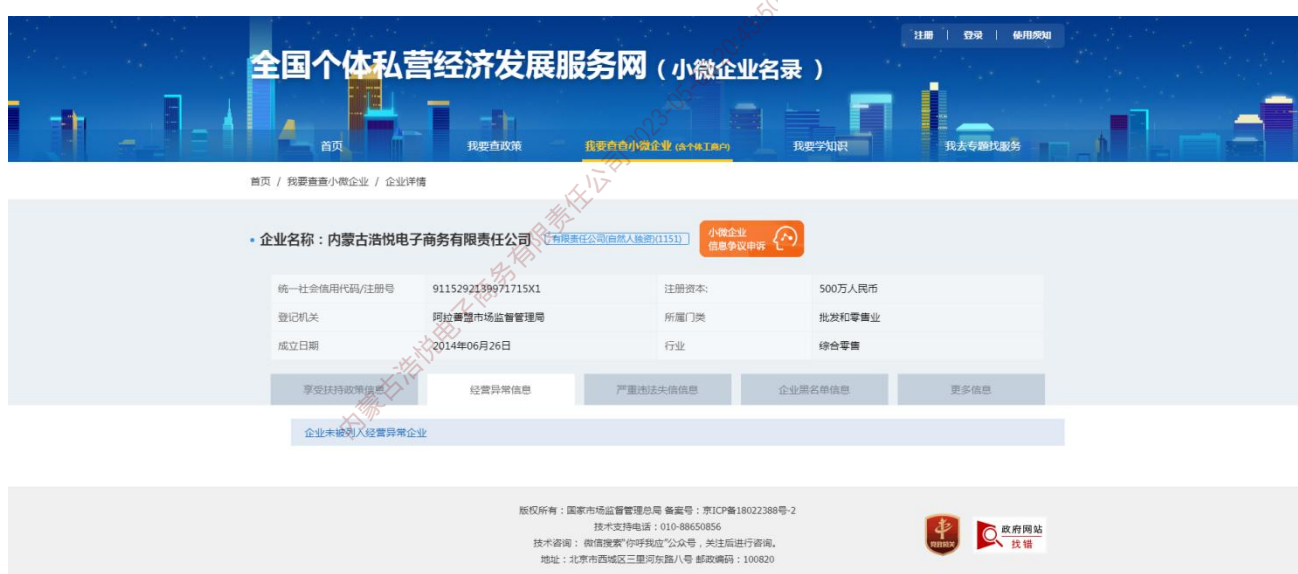 注册 | 登录 | 使用须知
全国个体私营经济发展服务网（小微企业名录 ）
首页 我要查政策 我要查查小微企业 (含个体工商户) 我要学知识 我去专题找服务
首页 / 我要查查小微企业 / 企业详情
• 企业名称：内蒙古浩悦电子商务有限责任公司 有限责任公司(自然人独资)(1151) 小微企业
信息争议申诉
统一社会信用代码/注册号 9115292139971715X1 注册资本: 500万人民币
登记机关 阿拉善盟市场监督管理局 所属门类 批发和零售业
成立日期 2014年06月26日 行业 综合零售
享受扶持政策信息 经营异常信息 严重违法失信信息 企业黑名单信息 更多信息
企业未被列入经营异常企业
内蒙古浩悦电子商务有限责任公司
版权所有：国家市场监督管理总局 备案号：京ICP备18022388号-2
技术支持电话：010-88650856
技术咨询： 微信搜索"你呼我应"公众号，关注后进行咨询。
地址：北京市西城区三里河东路八号 邮政编码：100820
党政机关
政府网站
找错